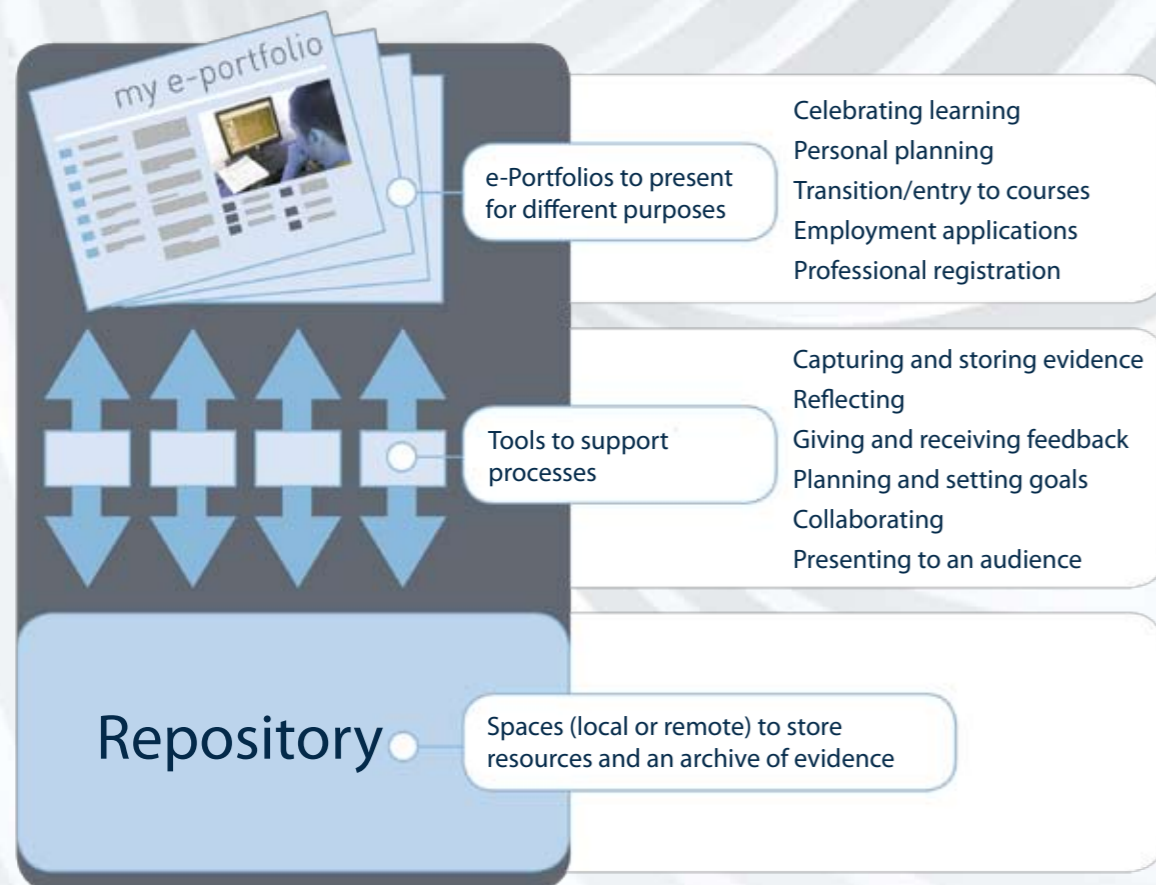 my e-portfolio
e-Portfolios to present
for different purposes
Celebrating learning
Personal planning
Transition/entry to courses
Employment applications
Professional registration
Tools to support
processes
Capturing and storing evidence
Reflecting
Giving and receiving feedback
Planning and setting goals
Collaborating
Presenting to an audience
Repository
Spaces (local or remote) to store
resources and an archive of evidence